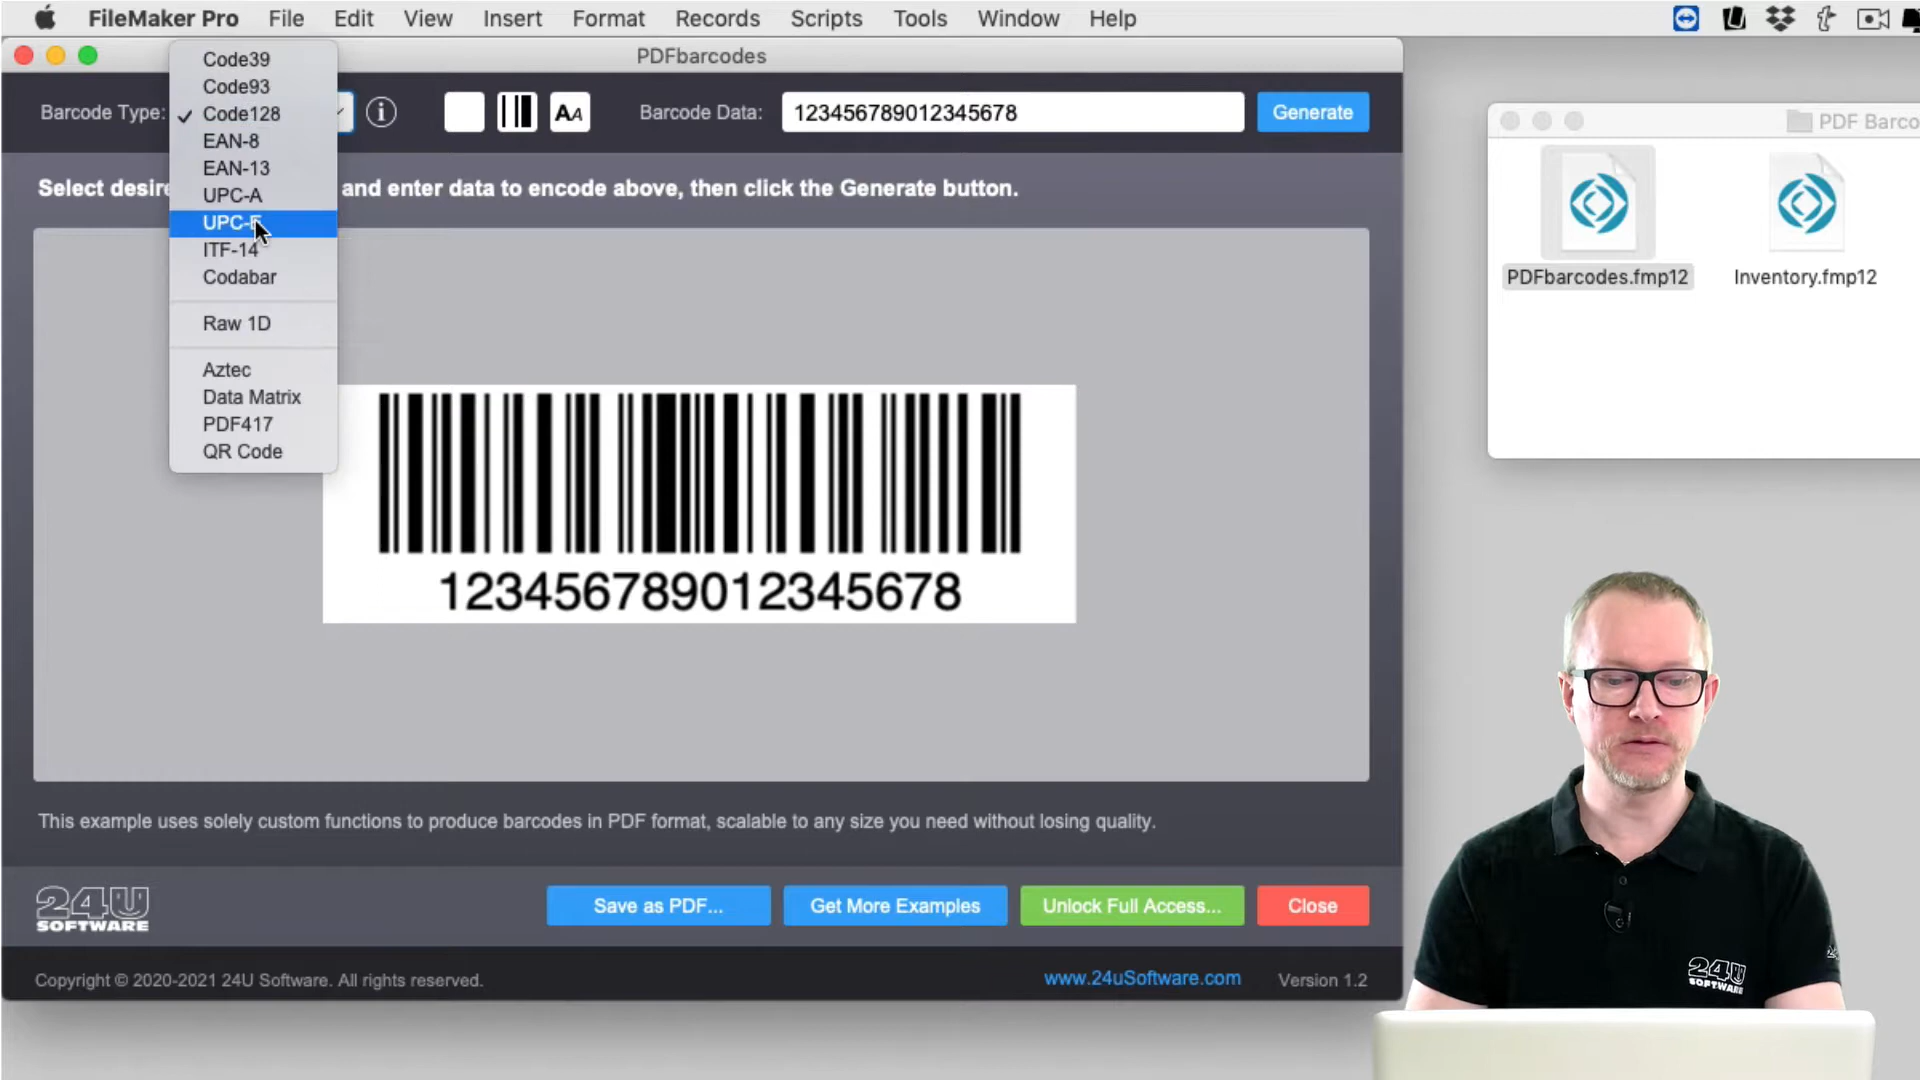 FileMaker Pro File Edit View Insert Format Records Scripts Tools Window Help
PDFbarcodes
Barcode Type:
Code39
Code93
Code128
EAN-8
EAN-13
UPC-A
UPC-E
ITF-14
Codabar
Raw 1D
Aztec
Data Matrix
PDF417
QR Code
AA
Barcode Data:
123456789012345678
Generate
Select desire and enter data to encode above, then click the Generate button.
123456789012345678
This example uses solely custom functions to produce barcodes in PDF format, scalable to any size you need without losing quality.
24U
SOFTWARE
Save as PDF...
Get More Examples
Unlock Full Access...
Close
Copyright © 2020-2021 24U Software. All rights reserved.
www.24uSoftware.com
Version 1.2
PDF Barco
PDFbarcodes.fmp12
Inventory.fmp12
24U
SOFTWARE